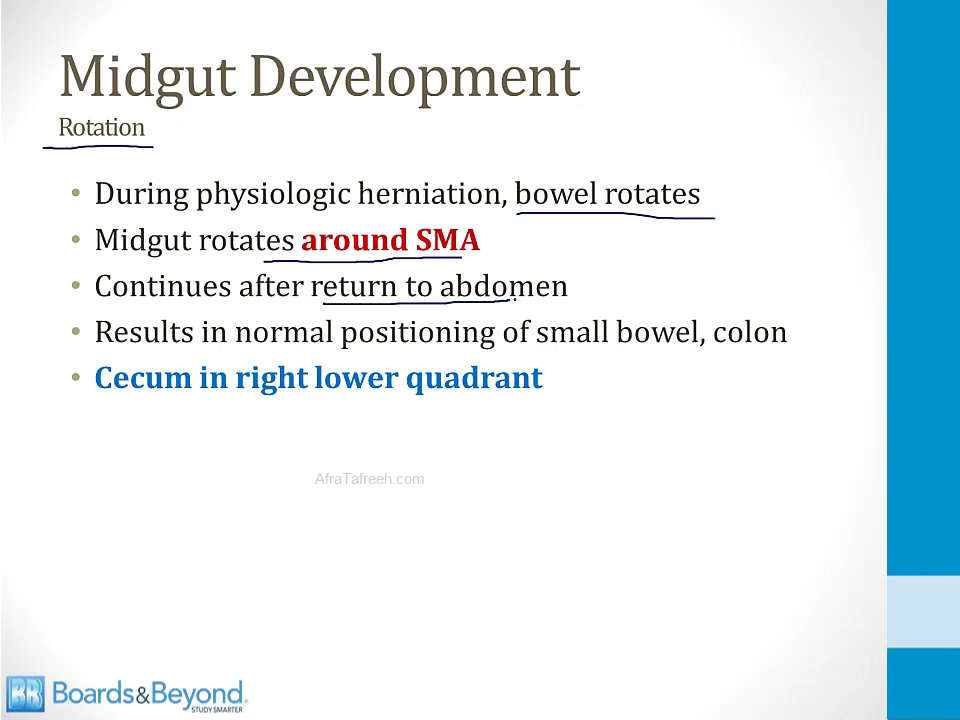 Midgut Development
Rotation
• During physiologic herniation, bowel rotates
• Midgut rotates around SMA
• Continues after return to abdomen
• Results in normal positioning of small bowel, colon
• Cecum in right lower quadrant
AfraTafreeh.com
BB Boards&Beyond.
STUDY SMARTER